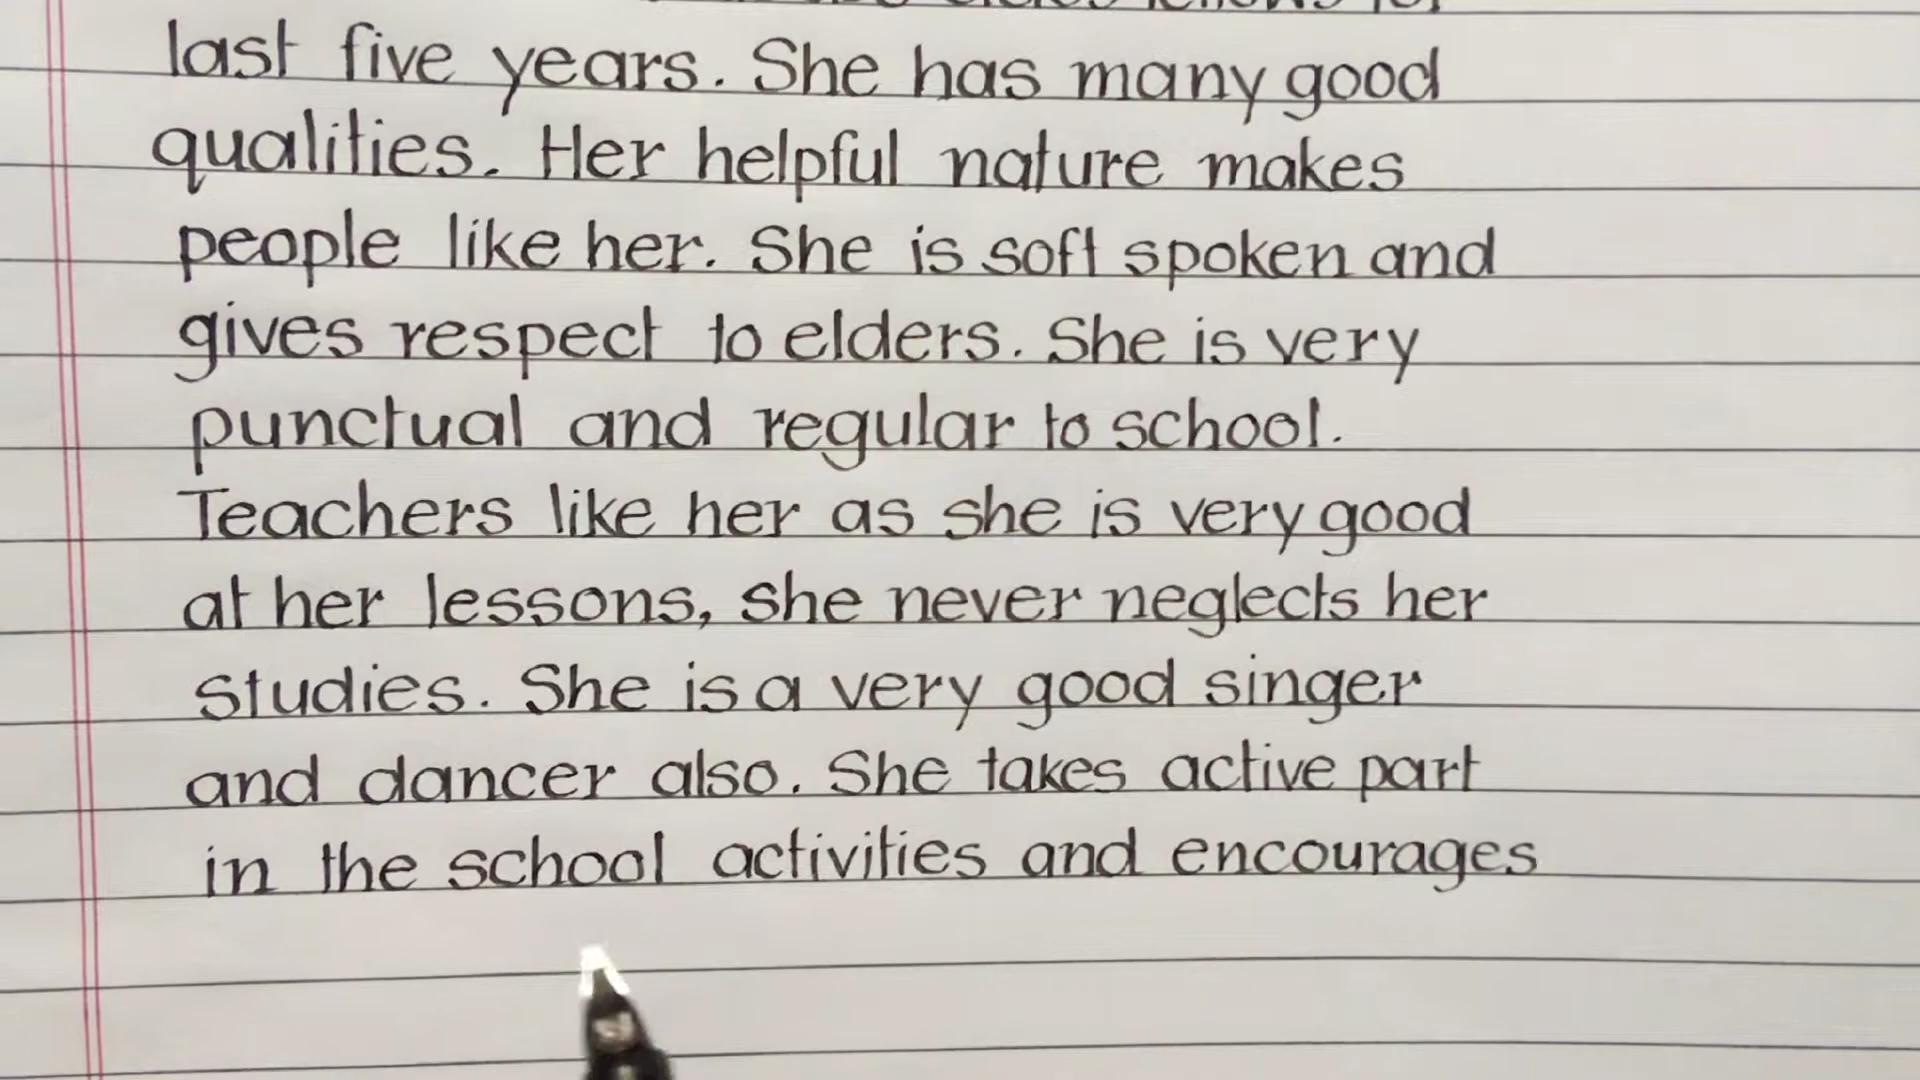 last five years. She has many good
qualities. Her helpful nature makes
people like her. She is soft spoken and
gives respect to elders. She is very
punctual and regular to school.
Teachers like her as she is very good
at her lessons, she never neglects her
studies. She is a very good singer
and dancer also. She takes active part
in the school activities and encourages